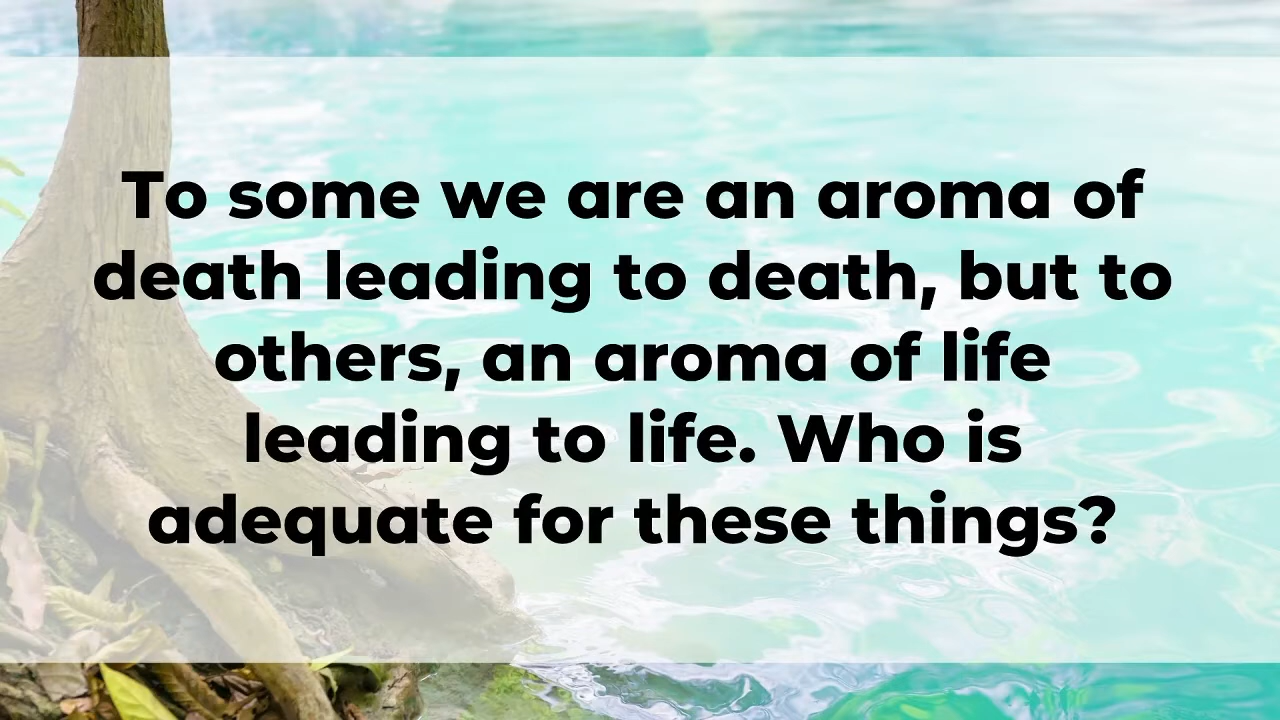 To some we are an aroma of
death leading to death, but to
others, an aroma of life
leading to life. Who is
adequate for these things?